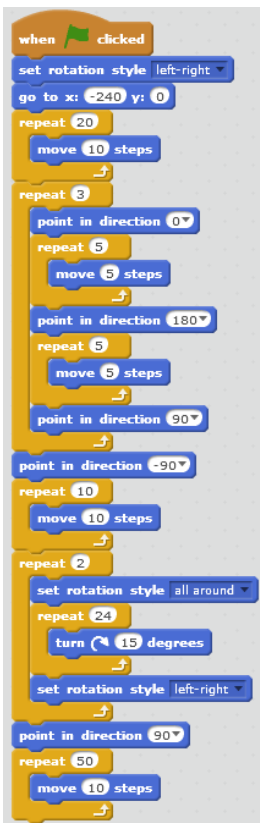 when clicked
set rotation style left-right
go to x: -240 y: 0
repeat 20
move 10 steps
repeat 3
point in direction 0
repeat 5
move 5 steps
point in direction 180
repeat 5
move 5 steps
point in direction 90
point in direction -90
repeat 10
move 10 steps
repeat 2
set rotation style all around
repeat 24
turn 15 degrees
set rotation style left-right
point in direction 90
repeat 50
move 10 steps